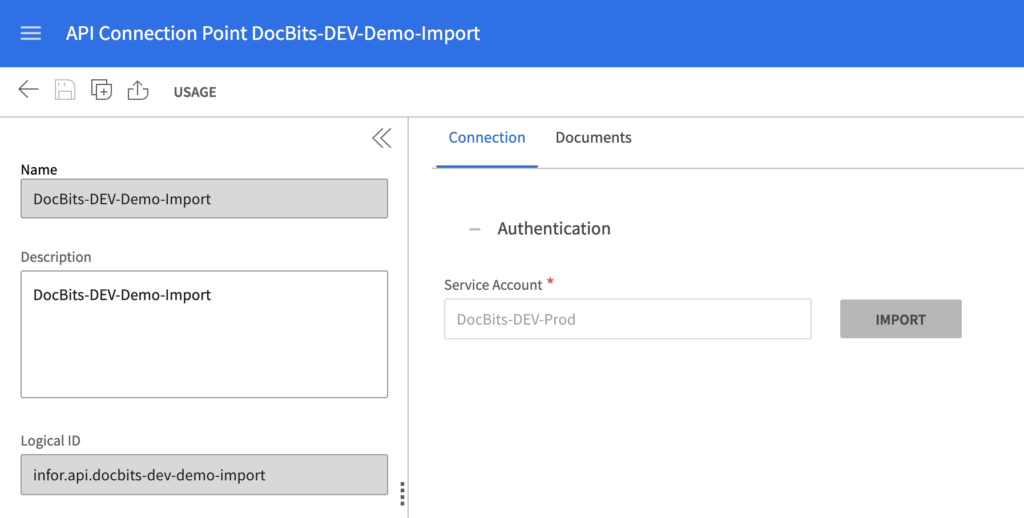 API Connection Point DocBits-DEV-Demo-Import
USAGE
Name
DocBits-DEV-Demo-Import
Description
DocBits-DEV-Demo-Import
Logical ID
infor.api.docbits-dev-demo-import
Connection Documents
Authentication
Service Account *
DocBits-DEV-Prod
IMPORT